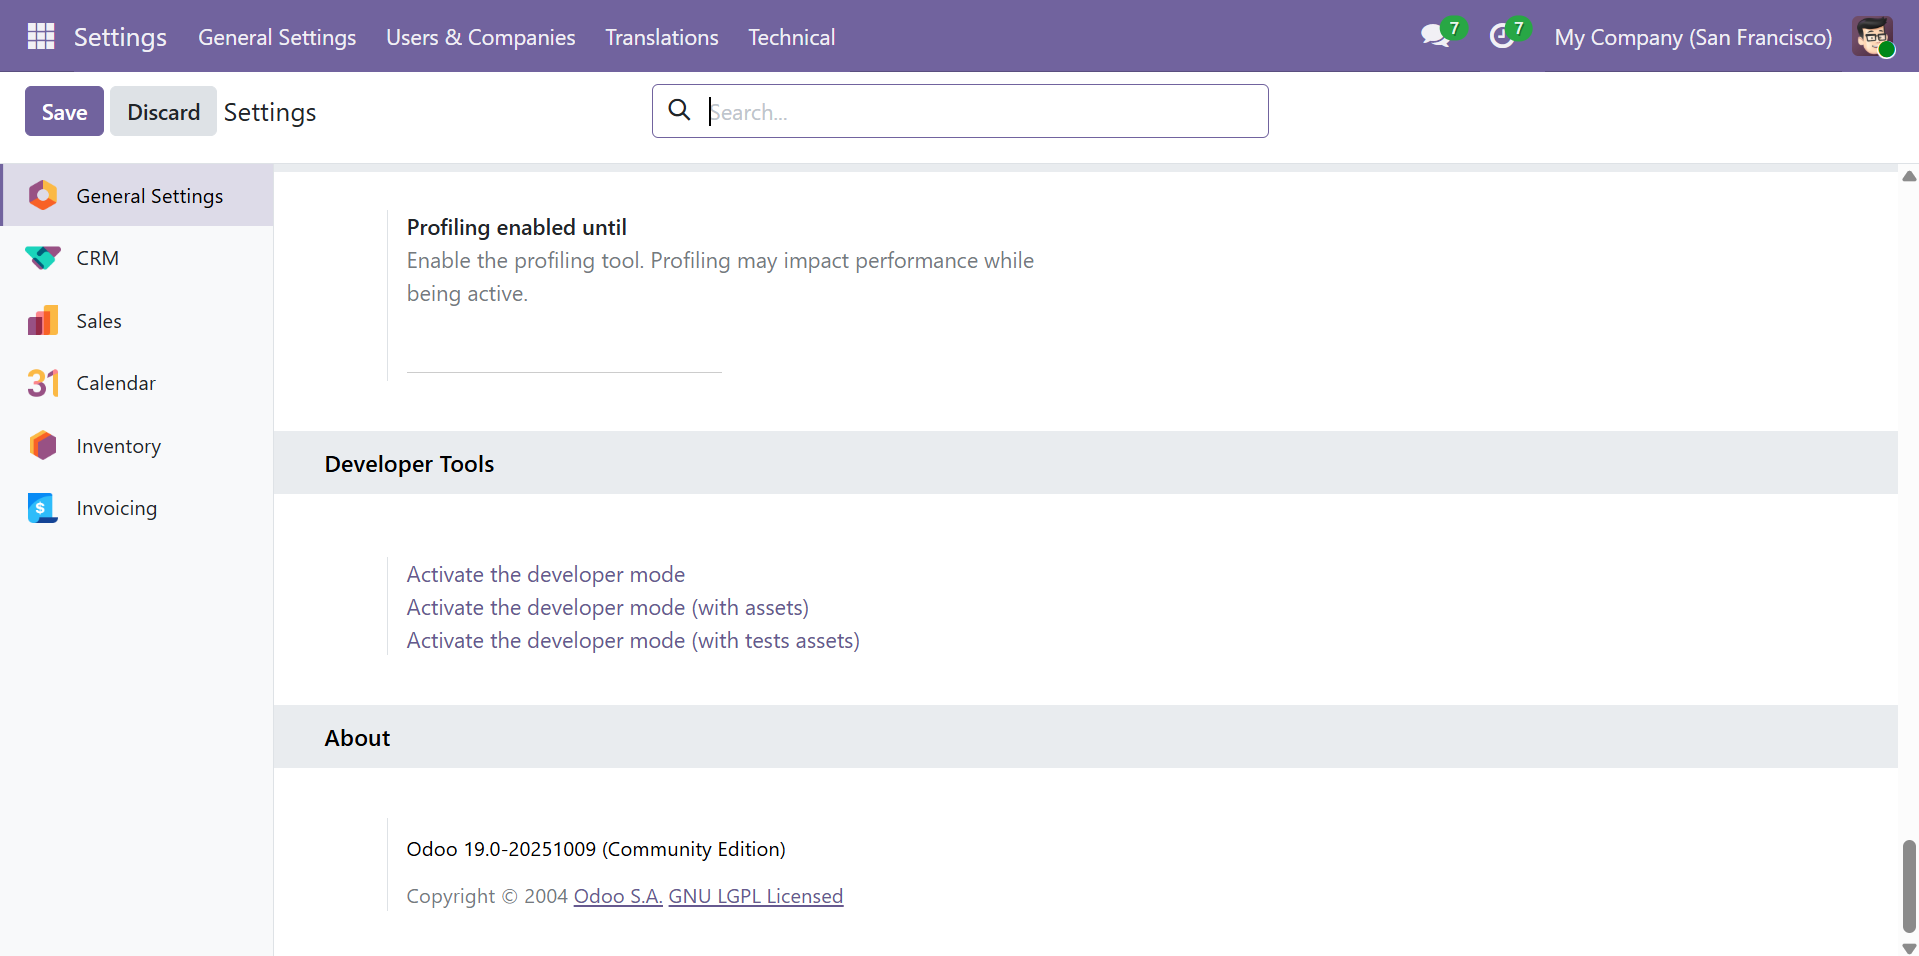 Settings General Settings Users & Companies Translations Technical 7 7 My Company (San Francisco)
Save Discard Settings Search...
General Settings
CRM
Sales
31 Calendar
Inventory
$ Invoicing
Profiling enabled until
Enable the profiling tool. Profiling may impact performance while
being active.
Developer Tools
Activate the developer mode
Activate the developer mode (with assets)
Activate the developer mode (with tests assets)
About
Odoo 19.0-20251009 (Community Edition)
Copyright © 2004 Odoo S.A. GNU LGPL Licensed